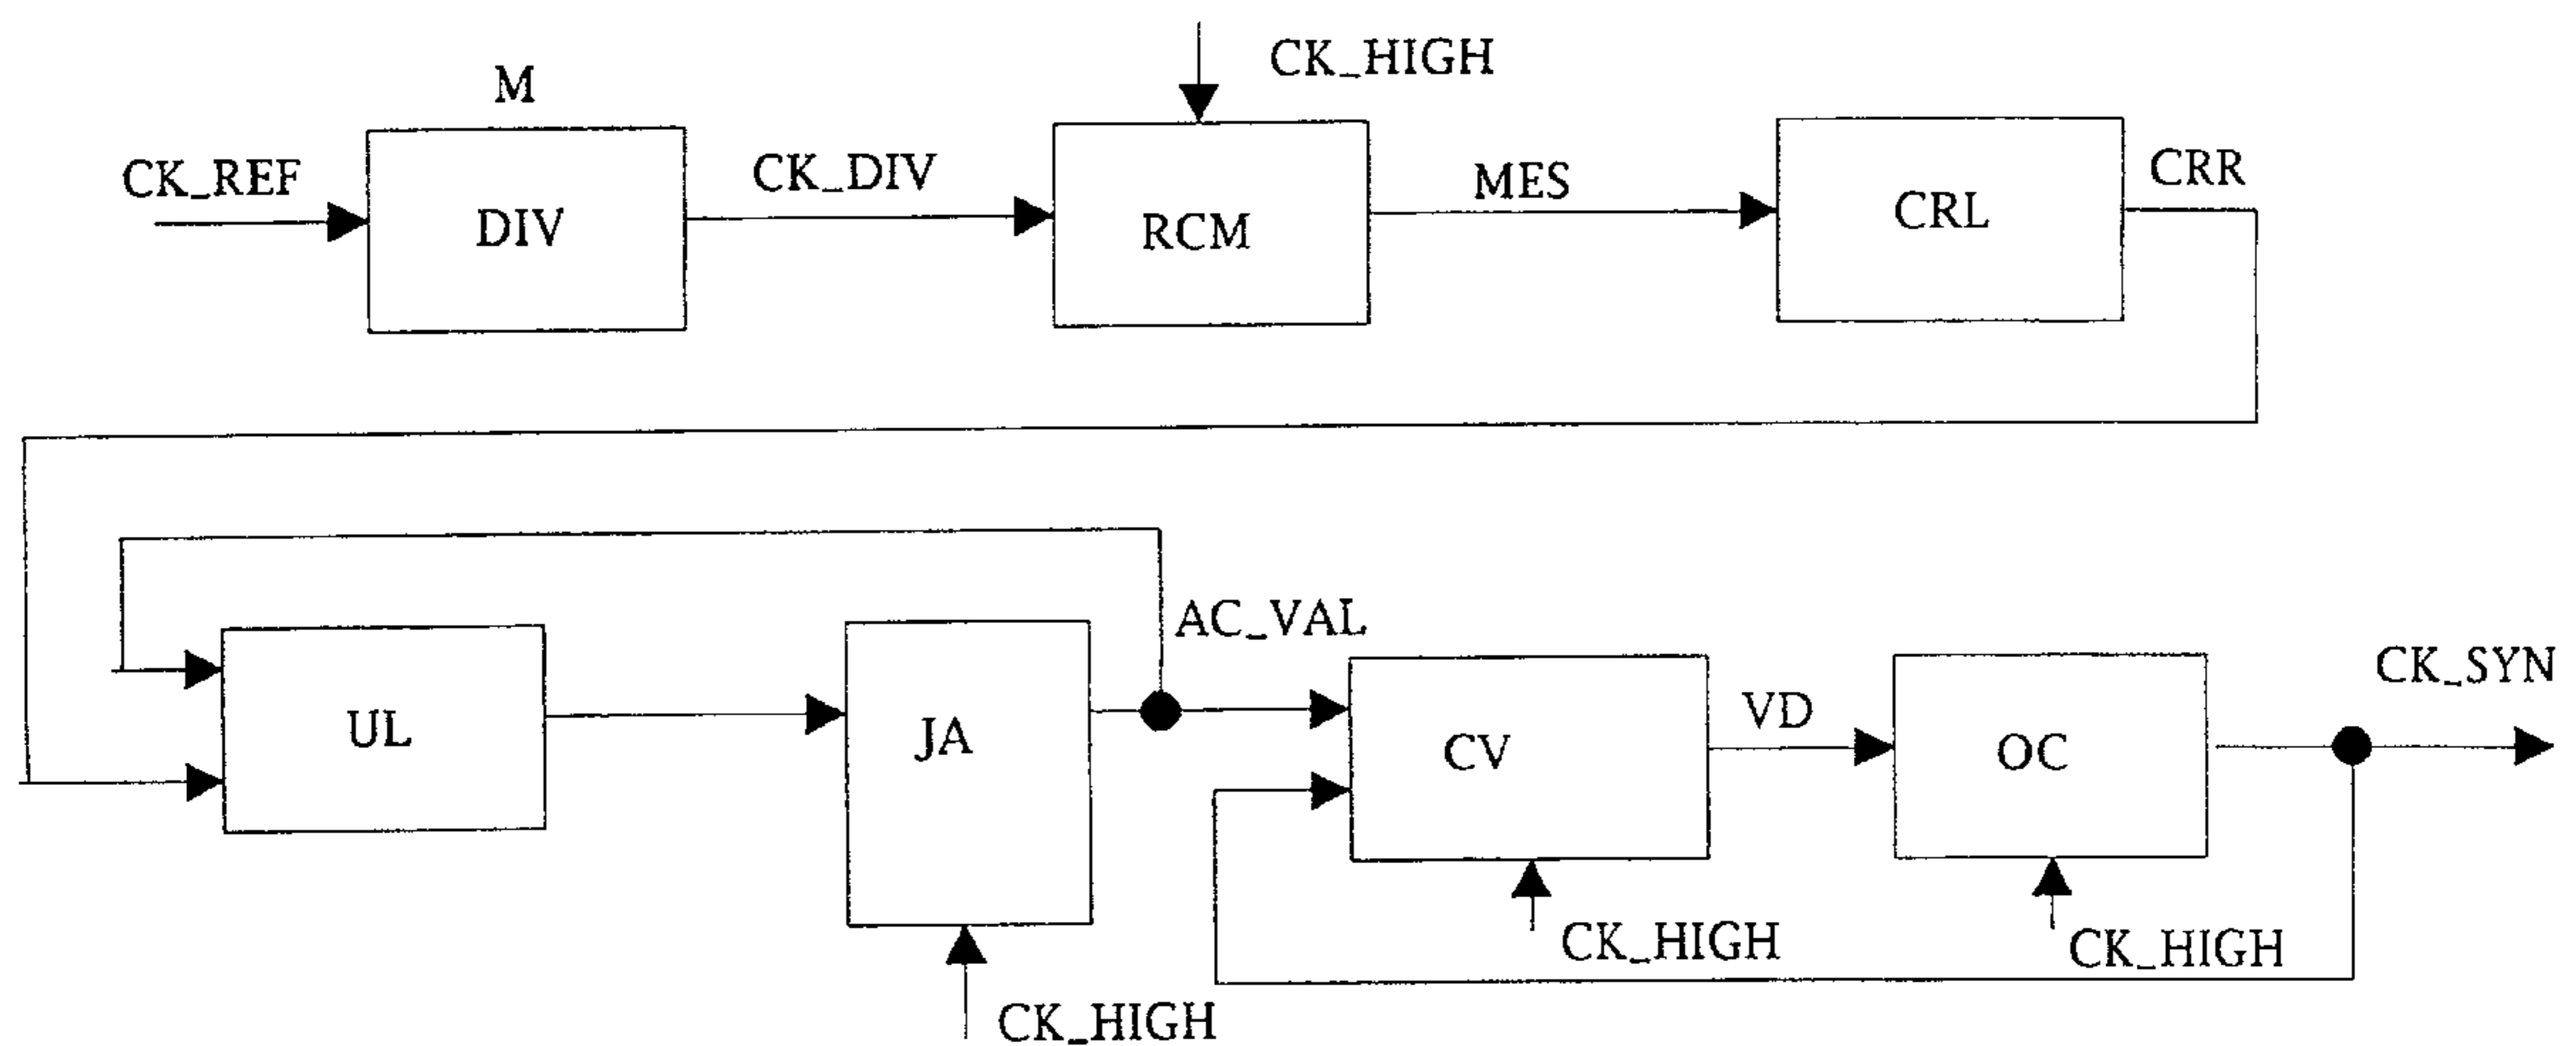 CK_HIGH
M
CK_REF
DIV
CK_DIV
RCM
MES
CRL
CRR
UL
JA
AC_VAL
CV
VD
OC
CK_SYN
CK_HIGH
CK_HIGH
CK_HIGH